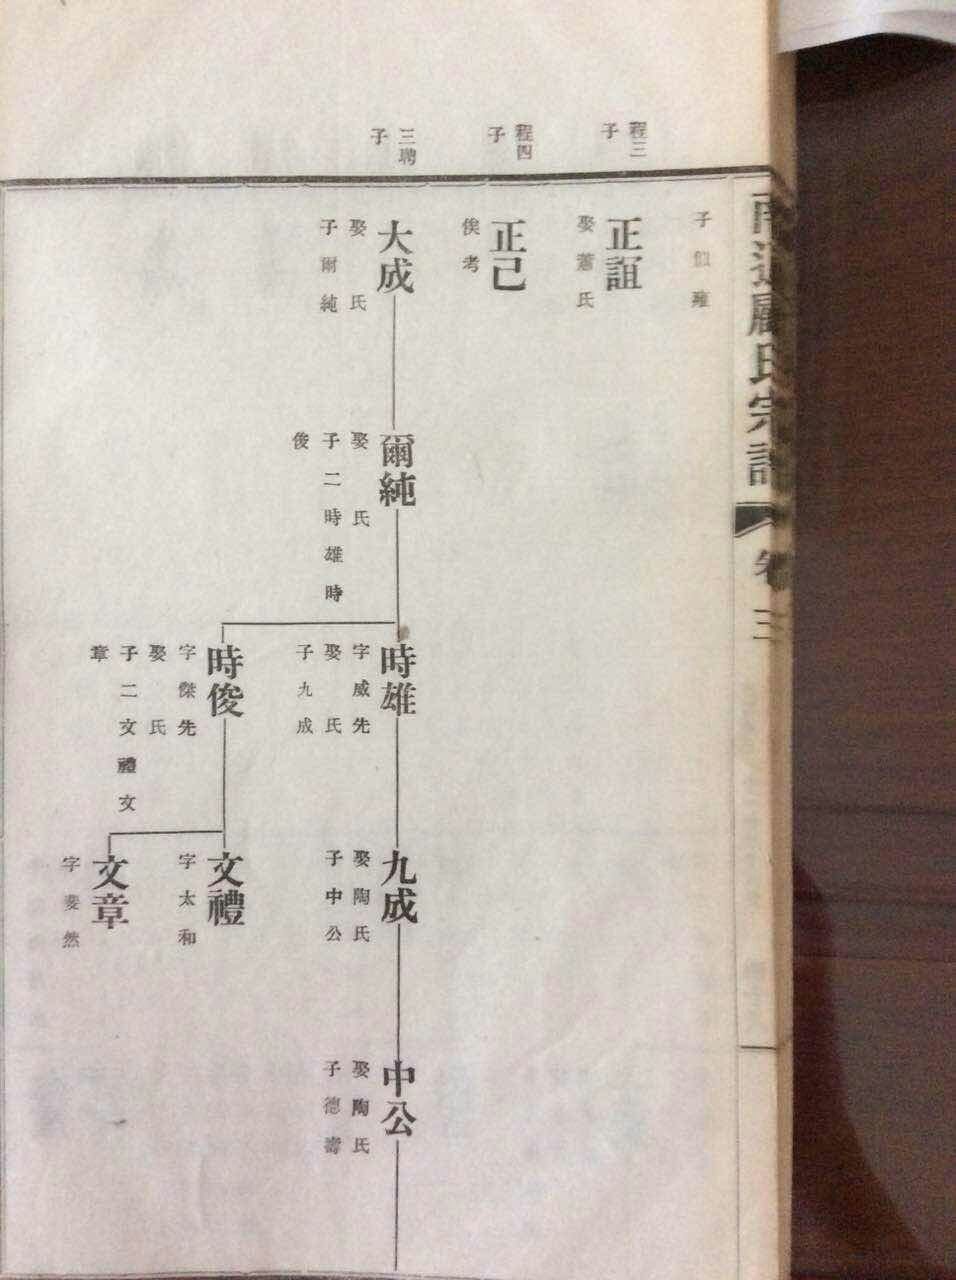 南通顧氏宗譜
卷三
子似雍
程三子
正誼
娶蕭氏
程四子
正己
俟考
三聘子
大成
娶 氏
子爾純
爾純
娶 氏
子二時雄時
俊
時雄
字威先
娶 氏
子九成
時俊
字傑先
娶 氏
子二文禮文
章
九成
娶陶氏
子中公
文禮
字太和
文章
字斐然
中公
娶陶氏
子德壽